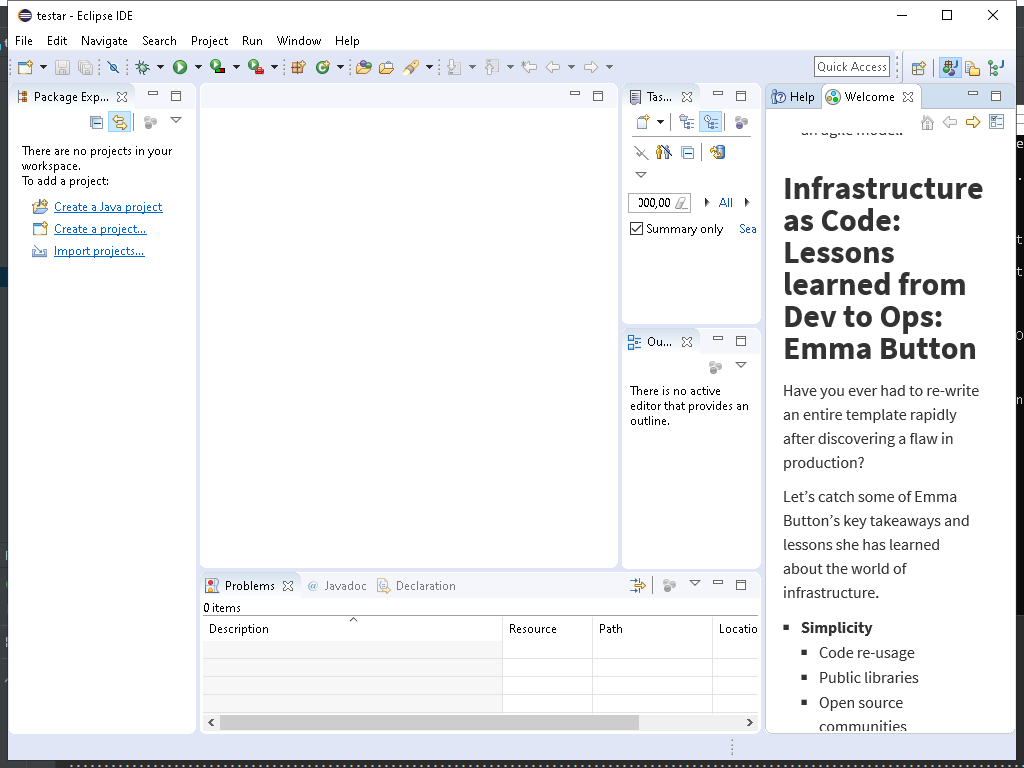 testar - Eclipse IDE
File Edit Navigate Search Project Run Window Help
Quick Access
Package Exp...
There are no projects in your
workspace.
To add a project:
Create a Java project
Create a project...
Import projects...
Tas...
000,00 All
Summary only Sea
Ou...
There is no active
editor that provides an
outline.
Problems @ Javadoc Declaration
0 items
Description Resource Path Locatio
Help Welcome
an agile model.
Infrastructure
as Code:
Lessons
learned from
Dev to Ops:
Emma Button
Have you ever had to re-write
an entire template rapidly
after discovering a flaw in
production?
Let’s catch some of Emma
Button’s key takeaways and
lessons she has learned
about the world of
infrastructure.
Simplicity
Code re-usage
Public libraries
Open source
communities